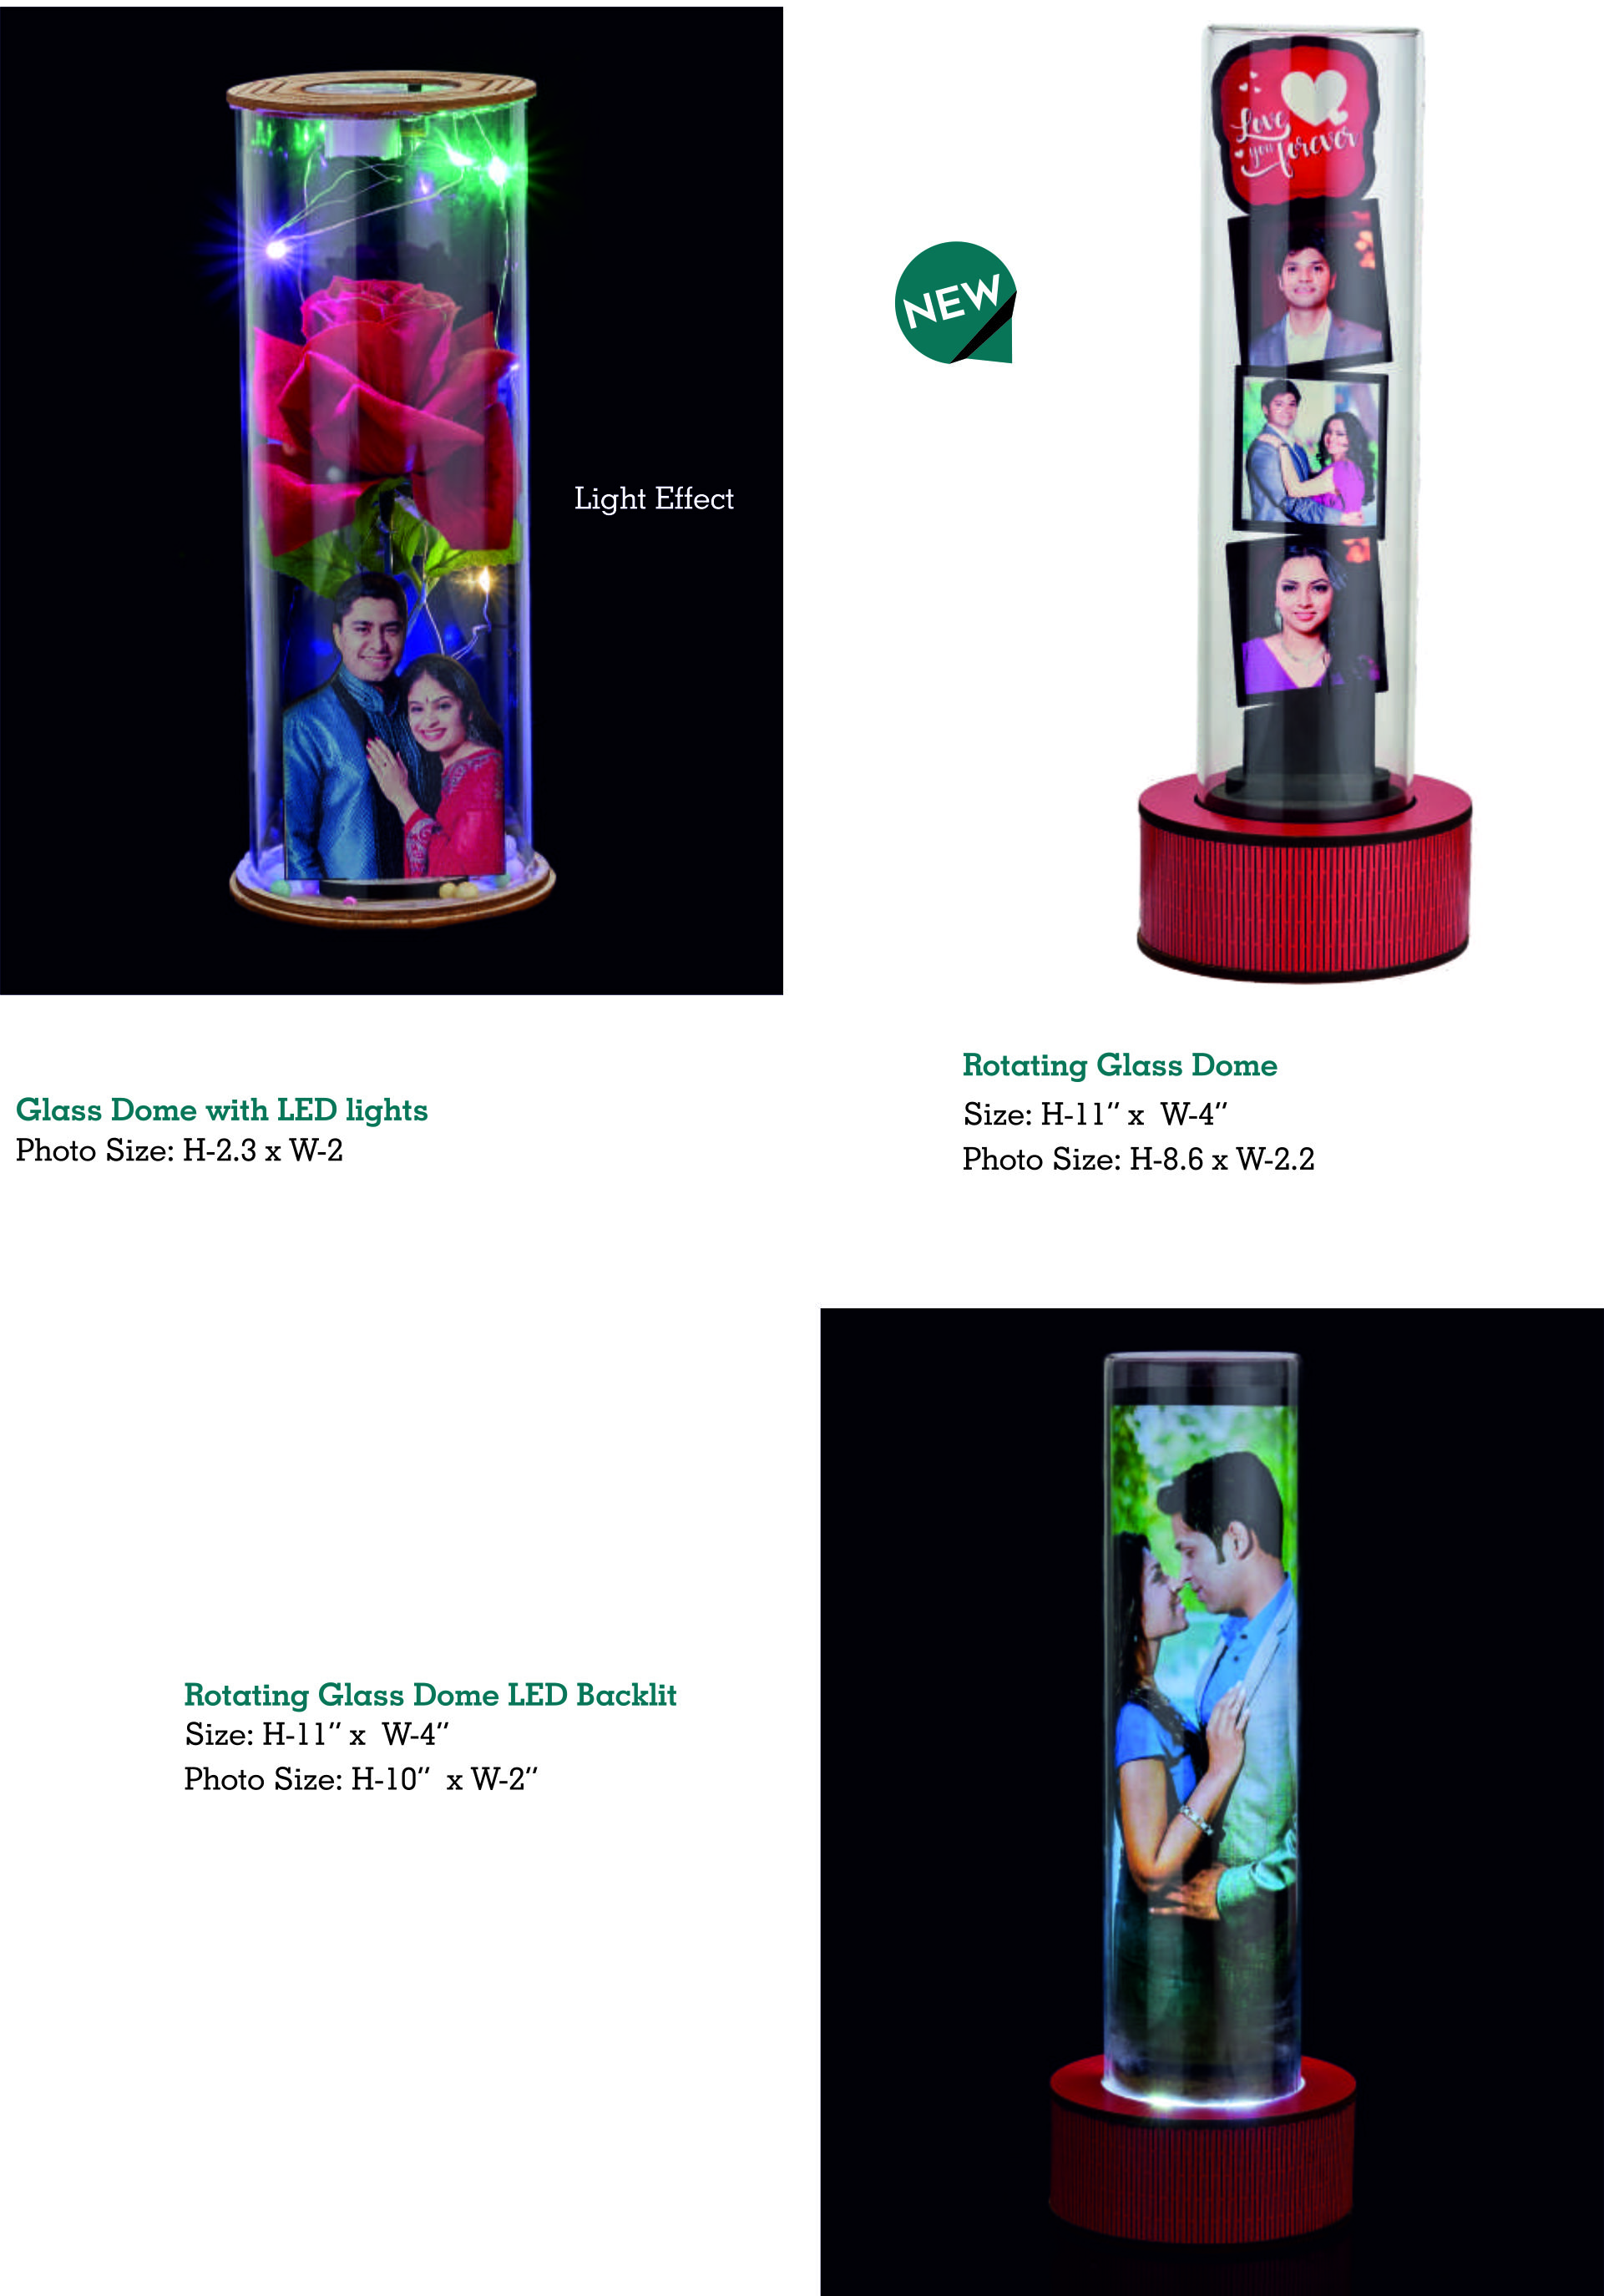 Love
you forever
NEW
Light Effect
Rotating Glass Dome
Size: H-11” x W-4”
Photo Size: H-8.6 x W-2.2
Glass Dome with LED lights
Photo Size: H-2.3 x W-2
Rotating Glass Dome LED Backlit
Size: H-11” x W-4”
Photo Size: H-10” x W-2”